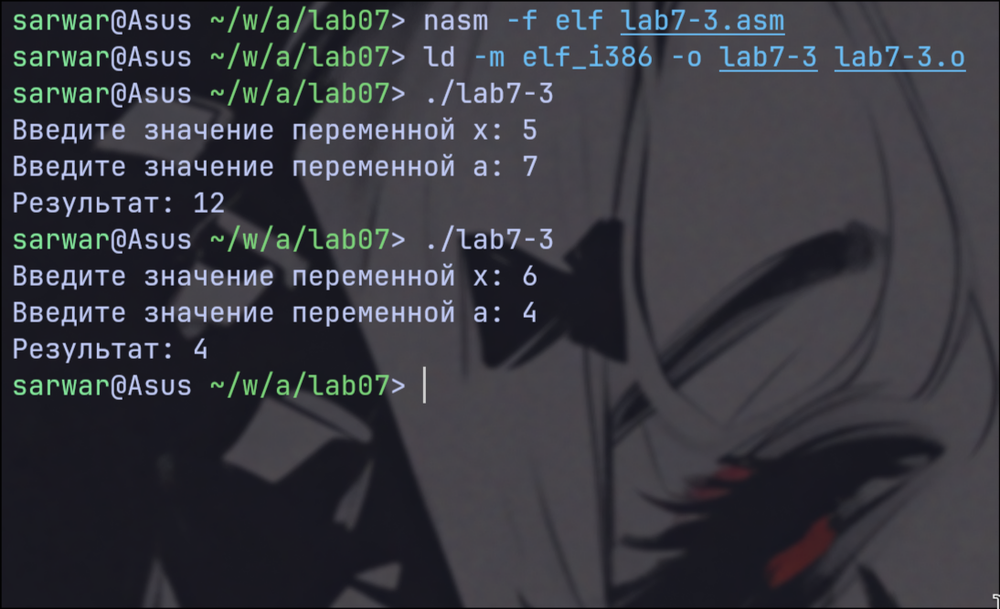 sarwar@Asus ~/w/a/lab07> nasm -f elf lab7-3.asm
sarwar@Asus ~/w/a/lab07> ld -m elf_i386 -o lab7-3 lab7-3.o
sarwar@Asus ~/w/a/lab07> ./lab7-3
Введите значение переменной x: 5
Введите значение переменной a: 7
Результат: 12
sarwar@Asus ~/w/a/lab07> ./lab7-3
Введите значение переменной x: 6
Введите значение переменной a: 4
Результат: 4
sarwar@Asus ~/w/a/lab07>